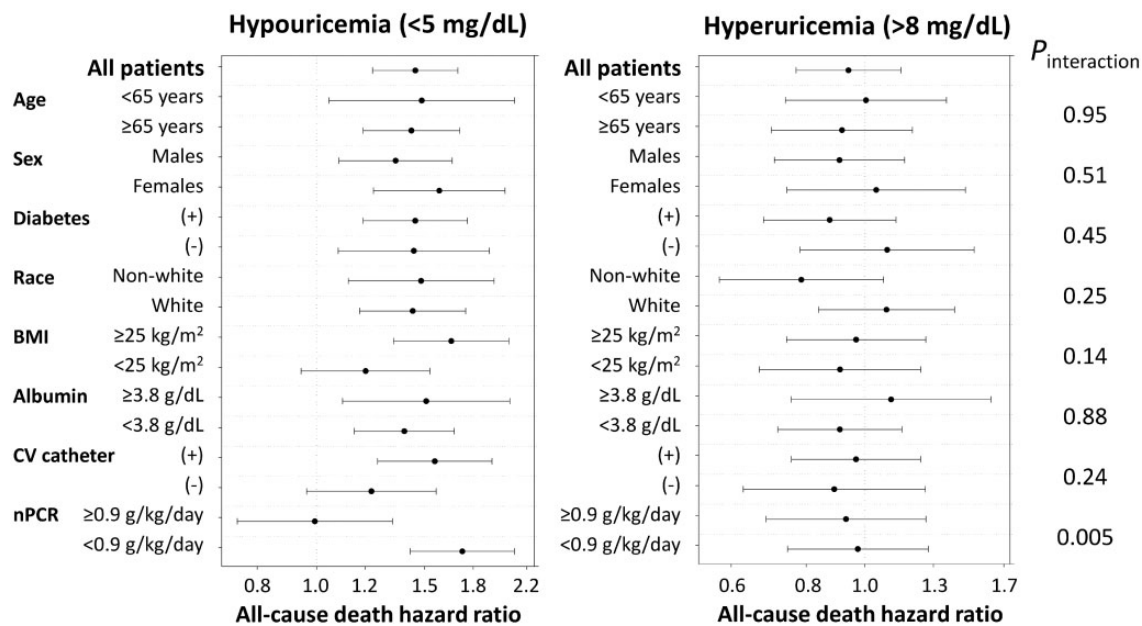 Hypouricemia (<5 mg/dL) Hyperuricemia (>8 mg/dL)
All patients All patients P interaction
Age <65 years <65 years 0.95
≥65 years ≥65 years
Sex Males Males 0.51
Females Females
Diabetes (+) (+) 0.45
(-) (-)
Race Non-white Non-white 0.25
White White
BMI ≥25 kg/m² ≥25 kg/m² 0.14
<25 kg/m² <25 kg/m²
Albumin ≥3.8 g/dL ≥3.8 g/dL 0.88
<3.8 g/dL <3.8 g/dL
CV catheter (+) (+) 0.24
(-) (-)
nPCR ≥0.9 g/kg/day ≥0.9 g/kg/day 0.005
<0.9 g/kg/day <0.9 g/kg/day
0.8 1.0 1.2 1.5 1.8 2.2 0.6 0.8 1.0 1.3 1.7
All-cause death hazard ratio All-cause death hazard ratio